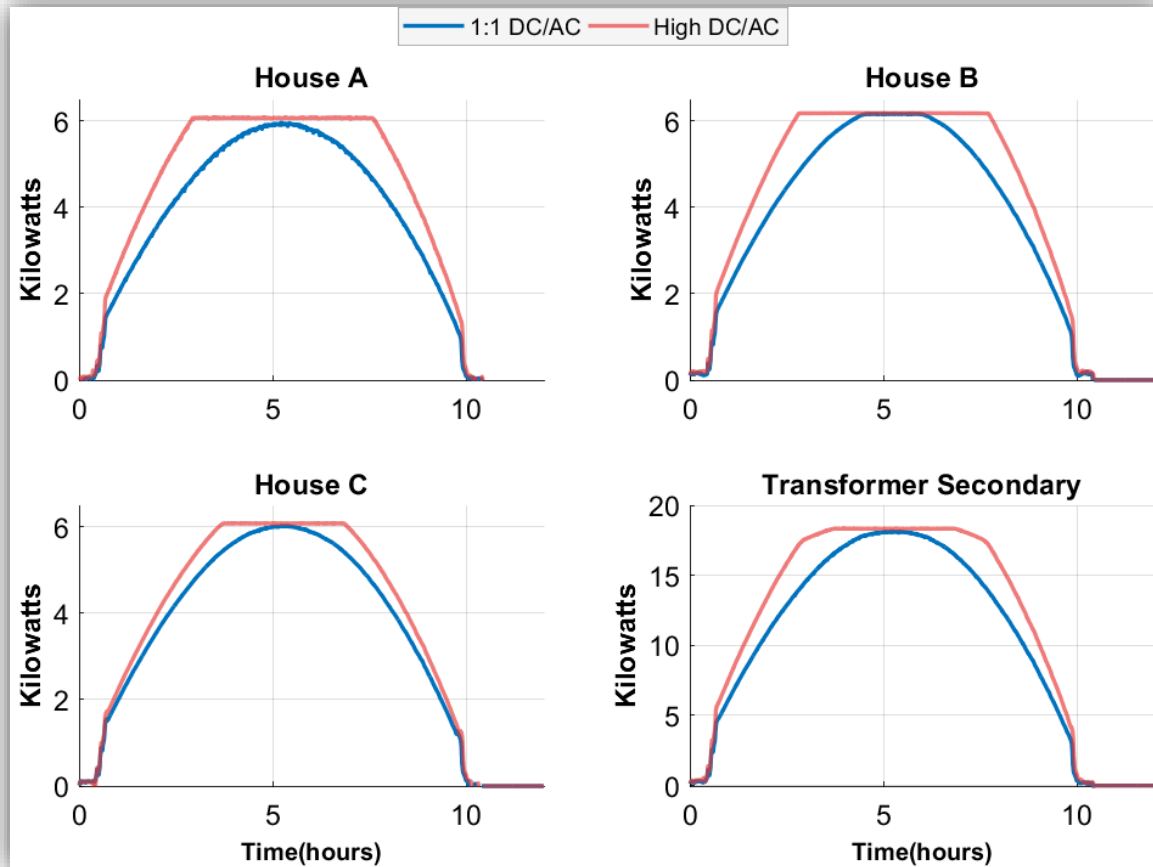 1:1 DC/AC High DC/AC
House A
Kilowatts
6
4
2
0
0 5 10
House B
Kilowatts
6
4
2
0
0 5 10
House C
Kilowatts
6
4
2
0
0 5 10
Time(hours)
Transformer Secondary
Kilowatts
20
15
10
5
0
0 5 10
Time(hours)